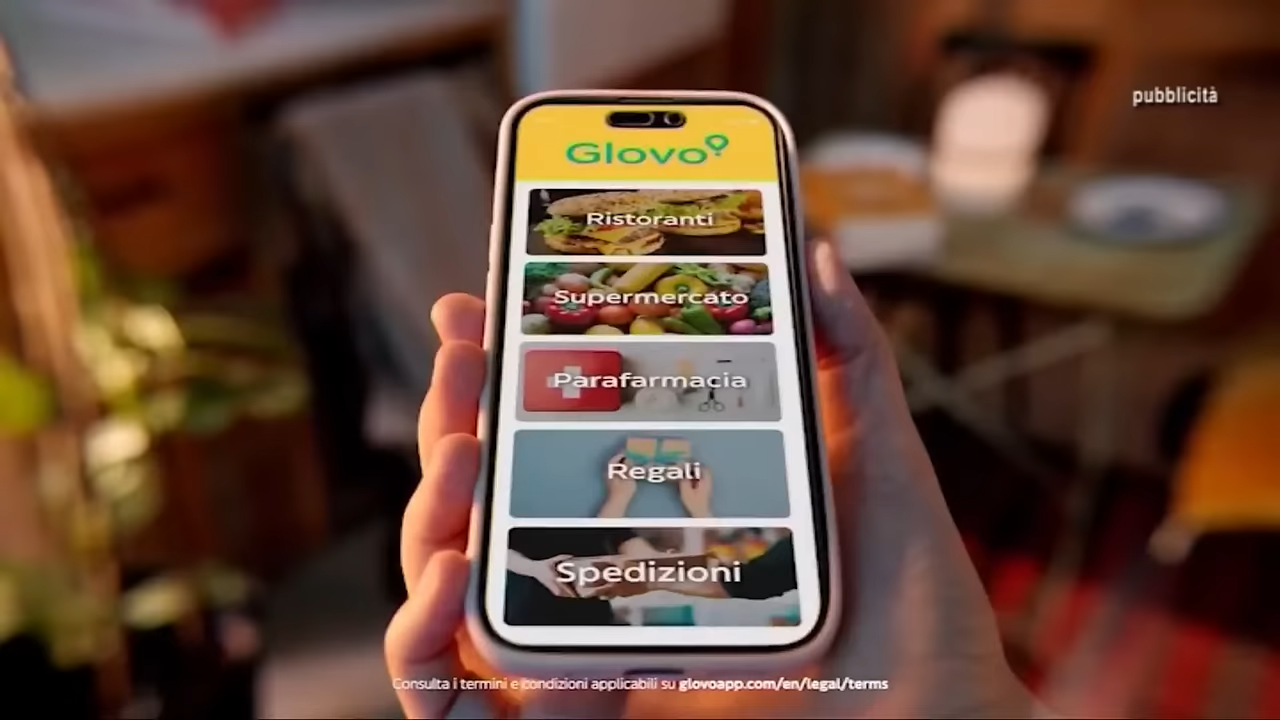 pubblicità
Glovo
Ristoranti
Supermercato
Parafarmacia
Regali
Spedizioni
Consulta i termini e condizioni applicabili su glovoapp.com/en/legal/terms